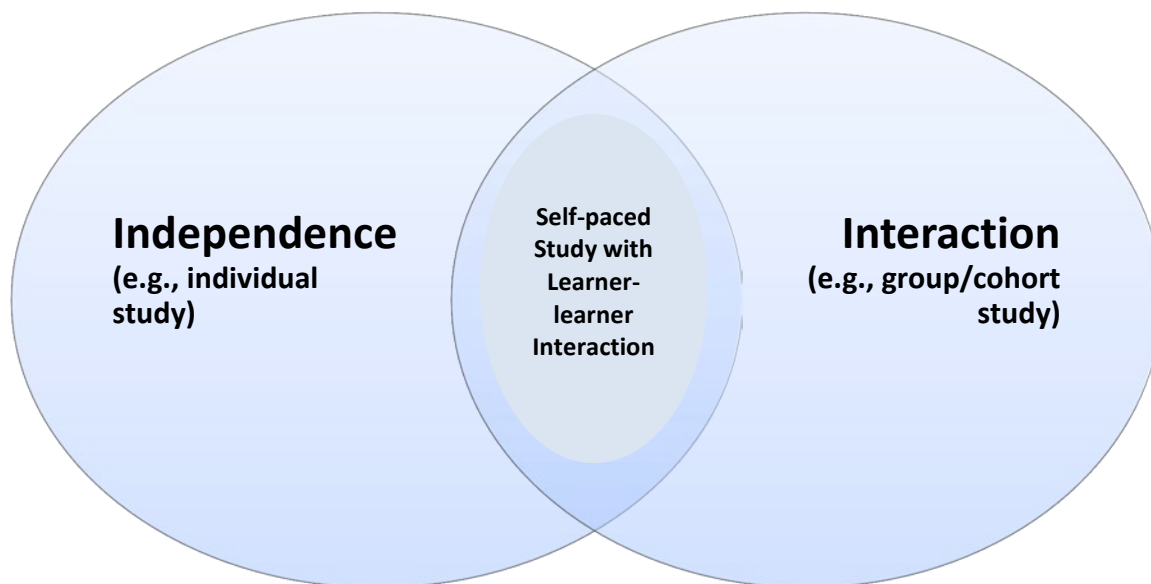 Independence
(e.g., individual
study)
Self-paced
Study with
Learner-
learner
Interaction
Interaction
(e.g., group/cohort
study)